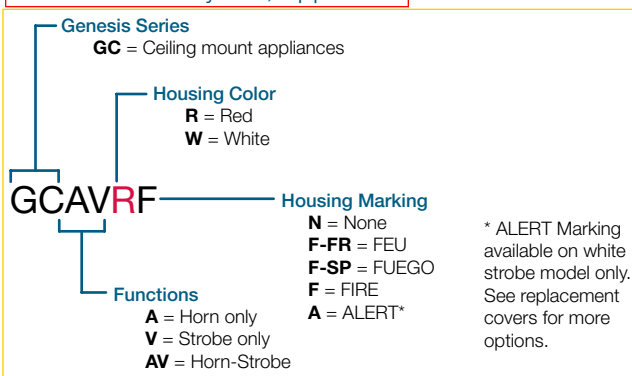 Genesis Series
GC = Ceiling mount appliances
Housing Color
R = Red
W = White
GCAVRF
Housing Marking
N = None
F-FR = FEU
F-SP = FUEGO
F = FIRE
A = ALERT*
* ALERT Marking
available on white
strobe model only.
See replacement
covers for more
options.
Functions
A = Horn only
V = Strobe only
AV = Horn-Strobe